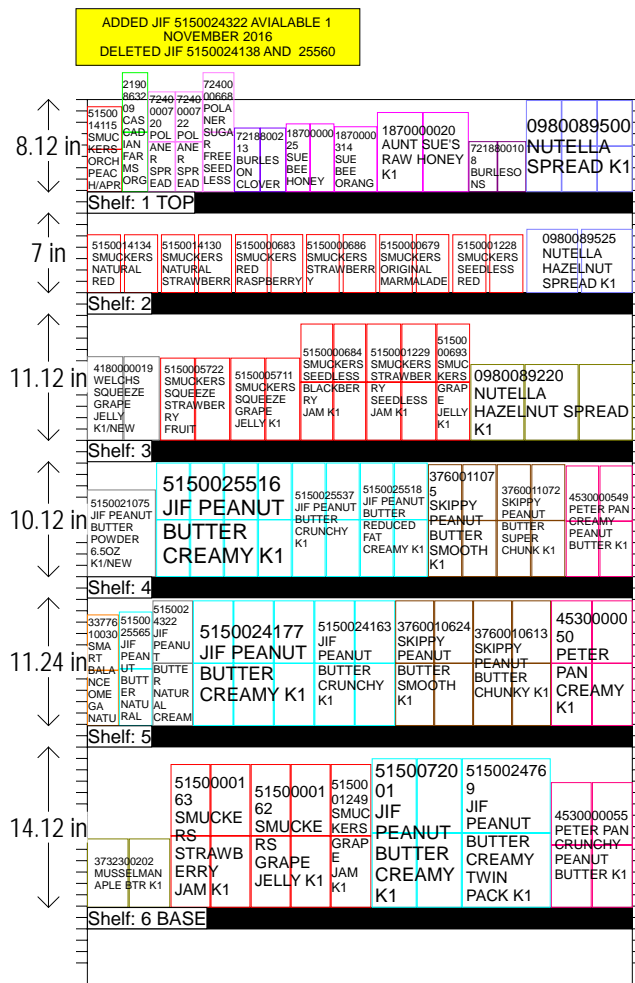 ADDED JIF 5150024322 AVIALABLE 1
NOVEMBER 2016
DELETED JIF 5150024138 AND  25560
8.12 in
51500
14115
SMUC
KERS
ORCH
PEAC
H/APR
2190
8632
09
CAS
CAD
IAN
FAR
MS
ORG
7240
0007
20
POL
ANE
R
SPR
EAD
7240
0007
22
POL
ANE
R
SPR
EAD
72400
00668
POLA
NER
SUGA
R
FREE
SEED
LESS
72188002
13
BURLES
ON
CLOVER
18700000
25
SUE
BEE
HONEY
18700000
314
SUE
BEE
ORANG
1870000020
AUNT SUE'S
RAW HONEY
K1
721880010
8
BURLESO
NS
0980089500
NUTELLA
SPREAD K1
Shelf: 1 TOP
7 in
5150014134
SMUCKERS
NATURAL
RED
5150014130
SMUCKERS
NATURAL
STRAWBERR
5150000683
SMUCKERS
RED
RASPBERRY
5150000686
SMUCKERS
STRAWBERR
Y
5150000679
SMUCKERS
ORIGINAL
MARMALADE
5150001228
SMUCKERS
SEEDLESS
RED
0980089525
NUTELLA
HAZELNUT
SPREAD K1
Shelf: 2
11.12 in
4180000019
WELCHS
SQUEEZE
GRAPE
JELLY
K1/NEW
5150005722
SMUCKERS
SQUEEZE
STRAWBE
RY
FRUIT
5150005711
SMUCKERS
SQUEEZE
GRAPE
JELLY K1
5150000684
SMUCKERS
SEEDLESS
BLACKBER
RY
JAM K1
5150001229
SMUCKERS
STRAWBER
RY
SEEDLESS
JAM K1
51500
00693
SMUC
KERS
GRAP
E
JELLY
K1
0980089220
NUTELLA
HAZELNUT SPREAD
K1
Shelf: 3
10.12 in
5150021075
JIF PEANUT
BUTTER
POWDER
6.5OZ
K1/NEW
5150025516
JIF PEANUT
BUTTER
CREAMY K1
5150025537
JIF PEANUT
BUTTER
CRUNCHY
K1
5150025518
JIF PEANUT
BUTTER
REDUCED
FAT
CREAMY K1
376001107
5
SKIPPY
PEANUT
BUTTER
SMOOTH
K1
3760011072
SKIPPY
PEANUT
BUTTER
SUPER
CHUNK K1
4530000549
PETER PAN
CREAMY
PEANUT
BUTTER K1
Shelf: 4
11.24 in
33776
10030
SMA
RT
BALA
NCE
OME
GA
NATU
51500
25565
JIF
PEAN
UT
BUTT
ER
NATU
RAL
515002
4322
JIF
PEANU
T
BUTTE
R
NATUR
AL
CREAM
5150024177
JIF PEANUT
BUTTER
CREAMY K1
5150024163
JIF
PEANUT
BUTTER
CRUNCHY
K1
3760010624
SKIPPY
PEANUT
BUTTER
SMOOTH
K1
3760010613
SKIPPY
PEANUT
BUTTER
CHUNKY K1
45300000
50 PETER
PAN
CREAMY
K1
Shelf: 5
14.12 in
3732300202
MUSSELMAN
APLE BTR K1
51500001
63
SMUCKE
RS
STRAWB
ERRY
JAM K1
51500001
62
SMUCKE
RS
GRAPE
JELLY K1
51500
01249
SMUC
KERS
GRAP
E
JAM
K1
51500720
01
JIF
PEANUT
BUTTER
CREAMY
K1
515002476
9
JIF
PEANUT
BUTTER
CREAMY
TWIN
PACK K1
4530000055
PETER PAN
CRUNCHY
PEANUT
BUTTER K1
Shelf: 6 BASE